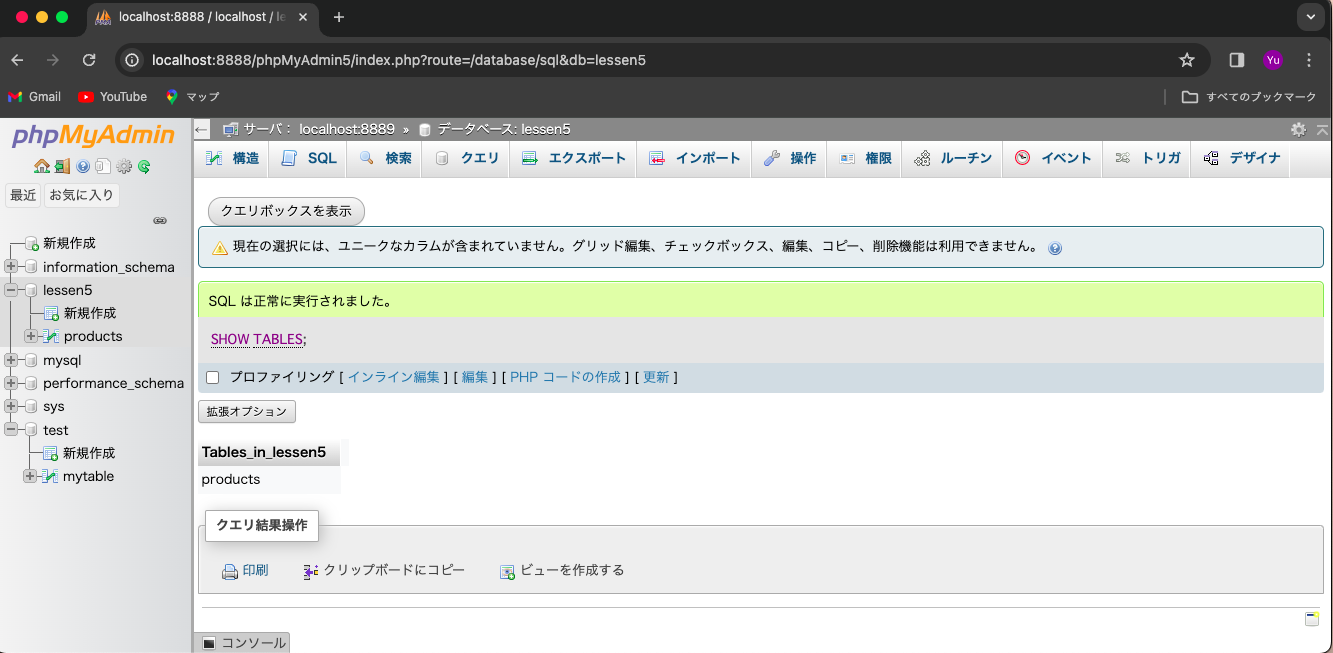 localhost:8888 / localhost / le
localhost:8888/phpMyAdmin5/index.php?route=/database/sql&db=lessen5
Yu
Gmail
YouTube
マップ
すべてのブックマーク
phpMyAdmin
最近
お気に入り
新規作成
information_schema
lessen5
新規作成
products
mysql
performance_schema
sys
test
新規作成
mytable
サーバ: localhost:8889 » データベース: lessen5
構造 SQL 検索 クエリ エクスポート インポート 操作 権限 ルーチン イベント トリガ デザイナ
クエリボックスを表示
現在の選択には、ユニークなカラムが含まれていません。グリッド編集、チェックボックス、編集、コピー、削除機能は利用できません。
SQL は正常に実行されました。
SHOW TABLES;
プロファイリング [ インライン編集 ] [ 編集 ] [ PHP コードの作成 ] [ 更新 ]
拡張オプション
Tables_in_lessen5
products
クエリ結果操作
印刷 クリップボードにコピー ビューを作成する
コンソール